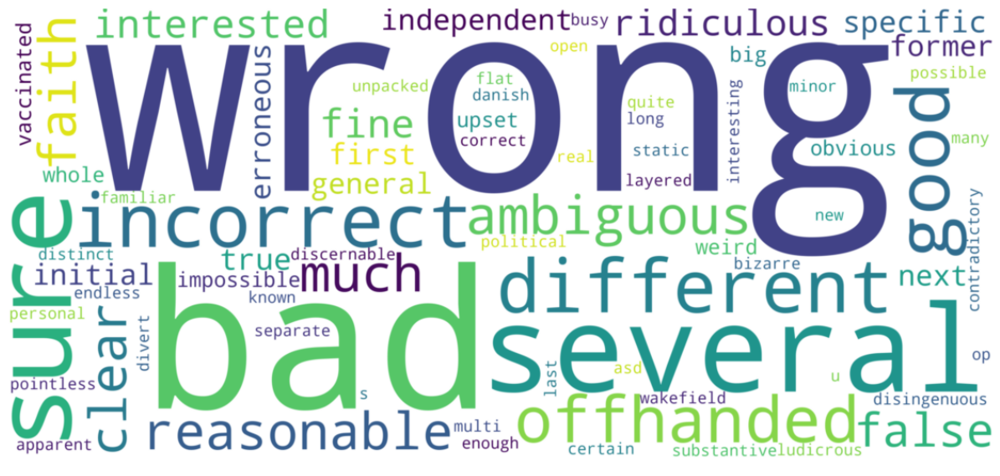 wrong
interested
independent
busy
ridiculous
specific
vaccinated
faith
erroneous
unpacked
fine
first
general
flat
danish
upset
correct
open
real
quite
long
static
layered
interesting
big
minor
obvious
former
possible
good
many
whole
familiar
sure
incorrect
ambiguous
political
new
weird
bizarre
contradictory
distinct
initial
endless
personal
true
discernable
impossible
known
much
different
next
clear
divert
bad
separate
several
pointless
apparent
s
reasonable
multi
enough
last
asd
wakefield
u
op
disingenuous
offhanded
false
certain
substantive
ludicrous